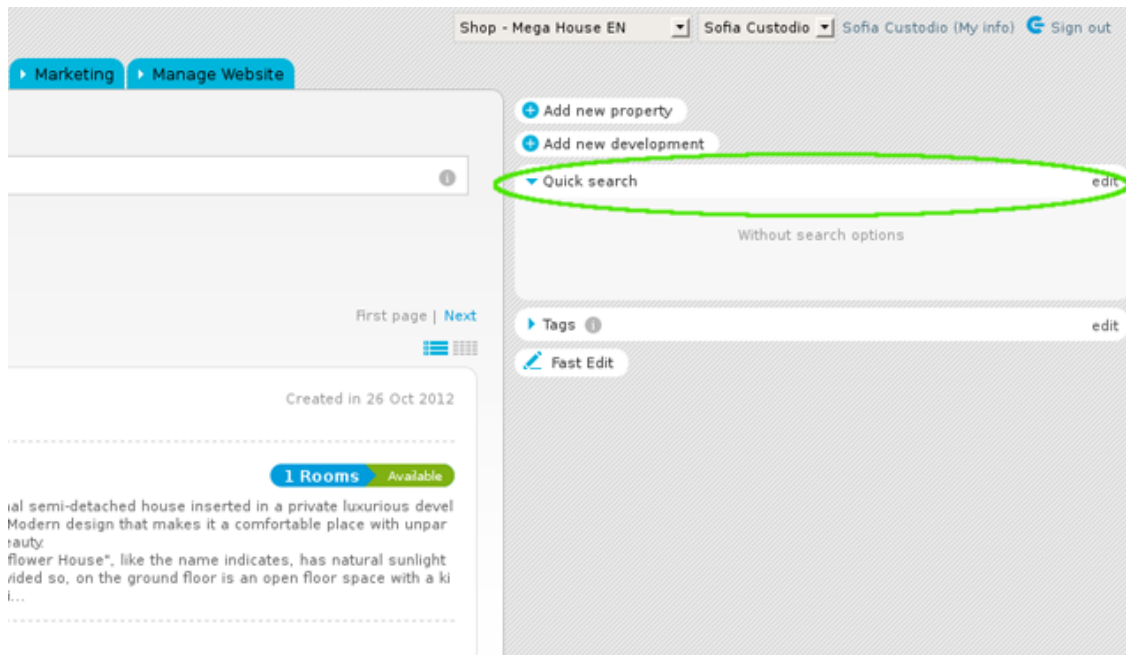 Shop - Mega House EN
Sofia Custodio
Sofia Custodio (My info)
Sign out
Marketing
Manage Website
Add new property
Add new development
Quick search
edit
Without search options
First page | Next
Tags
edit
Fast Edit
Created in 26 Oct 2012
1 Rooms
Available
nal semi-detached house inserted in a private luxurious devel
Modern design that makes it a comfortable place with unpar
eauty.
flower House", like the name indicates, has natural sunlight
vided so, on the ground floor is an open floor space with a ki
i...